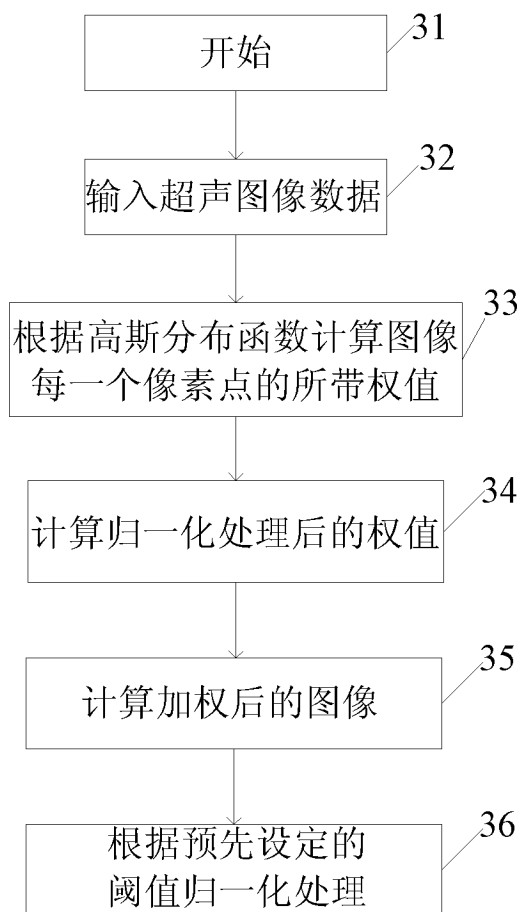 31
开始
32
输入超声图像数据
33
根据高斯分布函数计算图像
每一个像素点的所带权值
34
计算归一化处理后的权值
35
计算加权后的图像
36
根据预先设定的
阈值归一化处理